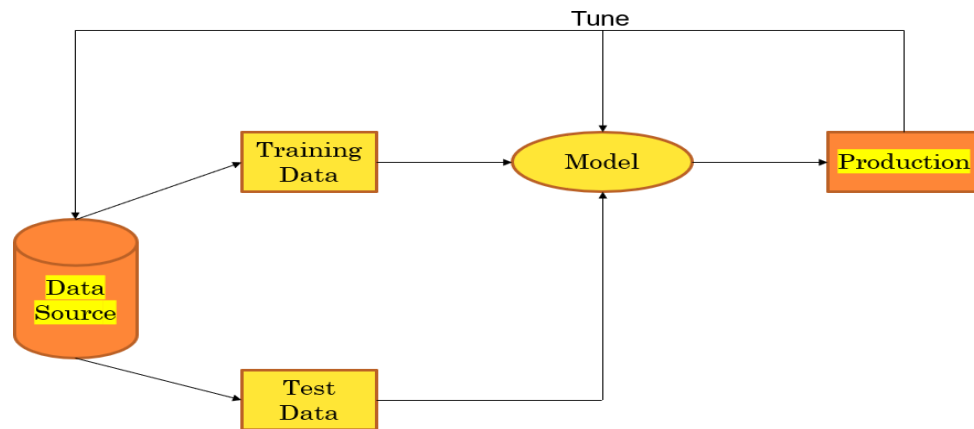 Tune
Training
Data
Model
Production
Data
Source
Test
Data